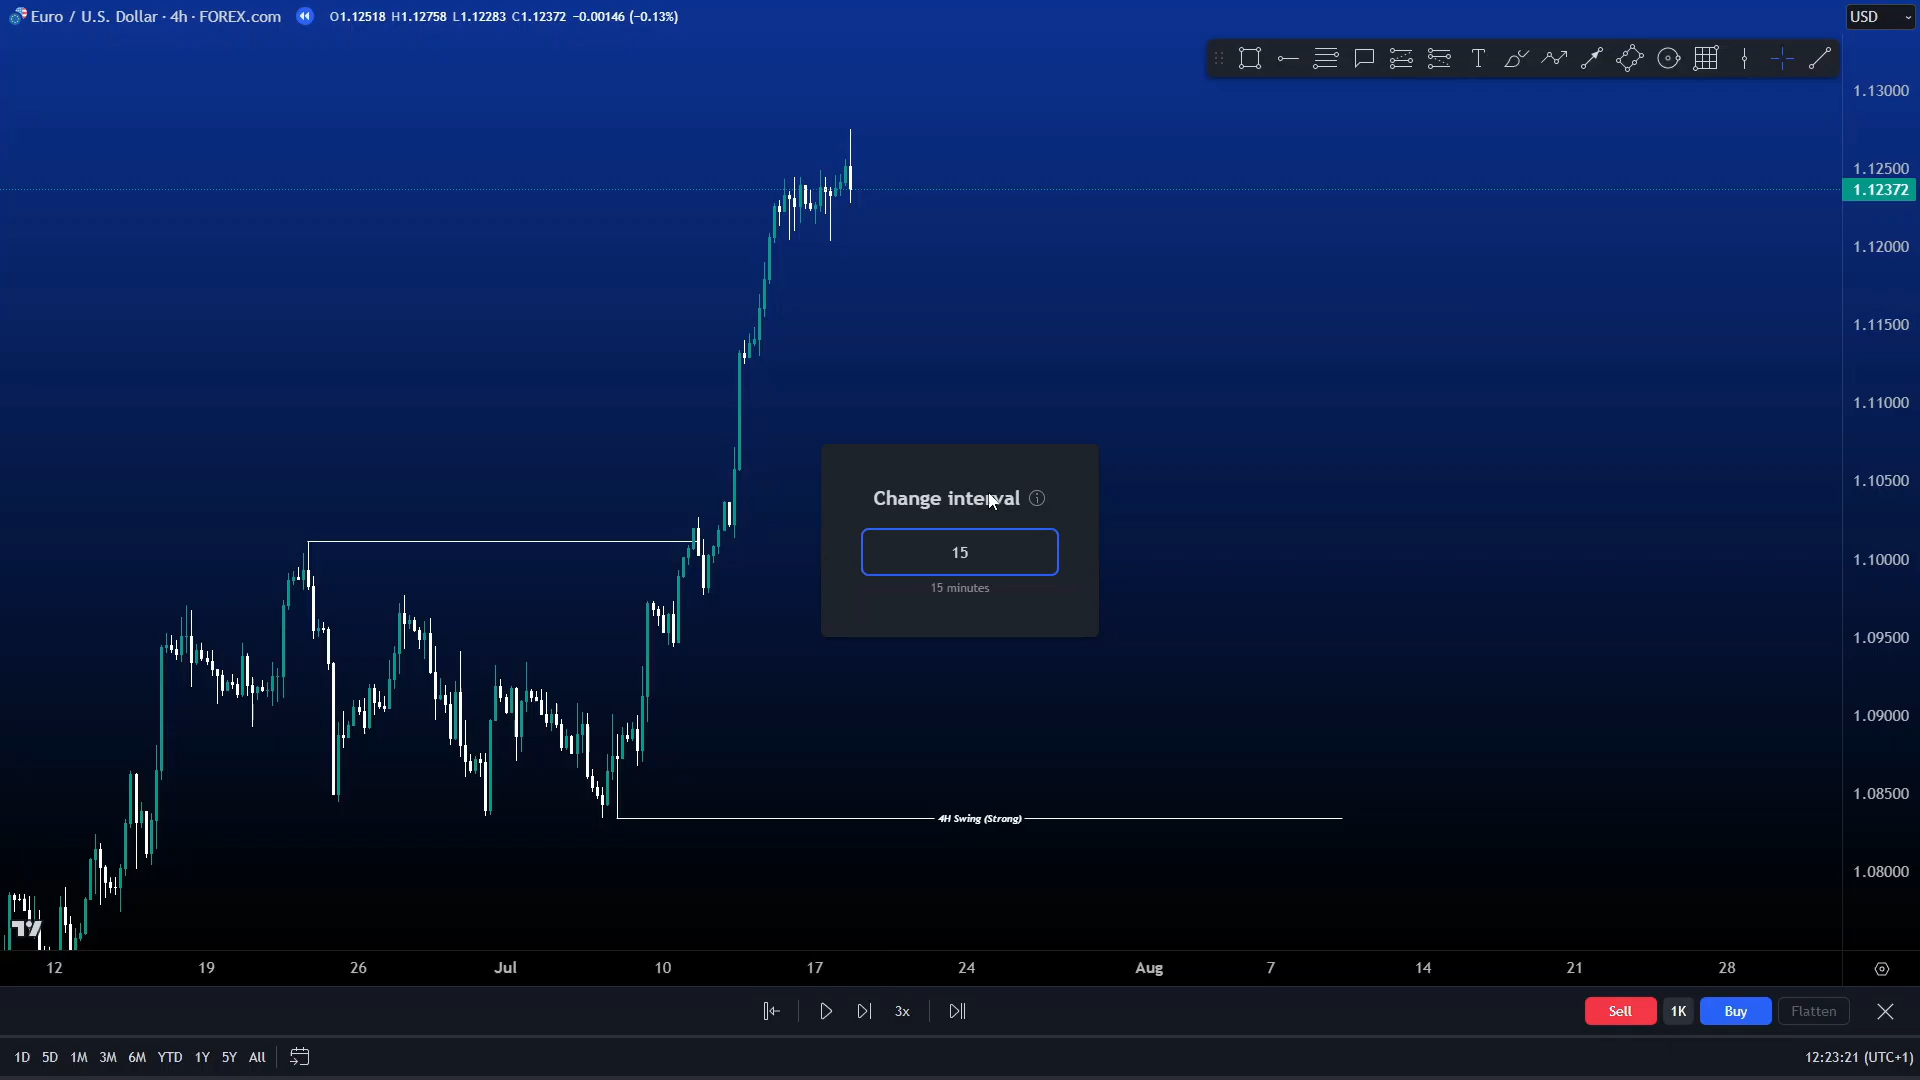 Euro / U.S. Dollar · 4h · FOREX.com O1.12518 H1.12758 L1.12283 C1.12372 −0.00146 (−0.13%)
USD
T
1.13000
1.12500
1.12372
1.12000
1.11500
1.11000
1.10500
1.10000
1.09500
1.09000
1.08500
1.08000
Change interval
15
15 minutes
4H Swing (Strong)
12 19 26 Jul 10 17 24 Aug 7 14 21 28
3x
Sell 1K Buy Flatten
1D 5D 1M 3M 6M YTD 1Y 5Y All
12:23:21 (UTC+1)